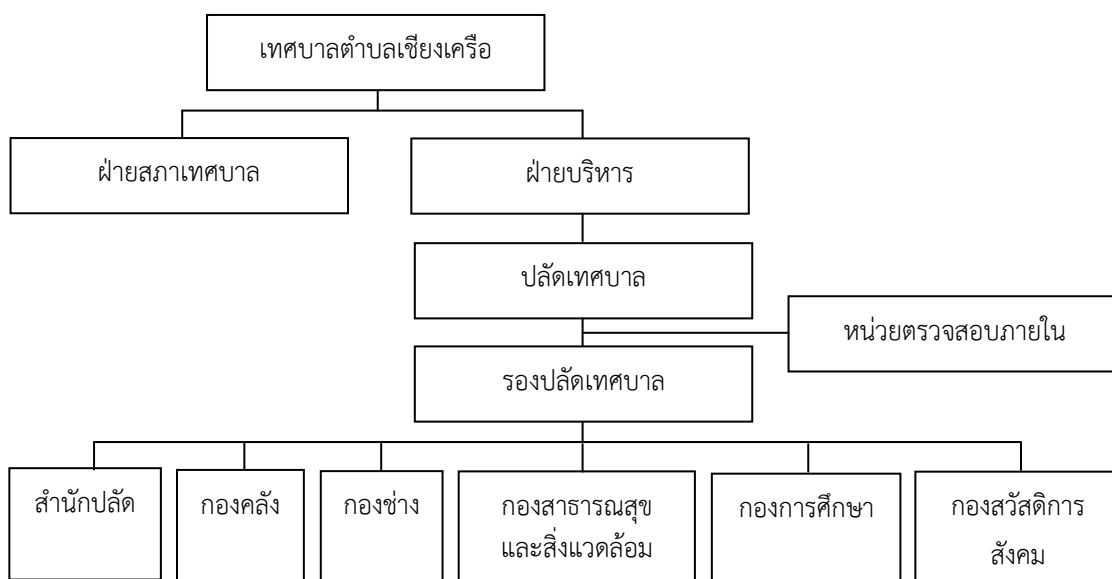 เทศบาลตำบลเชียงเครือ
ฝ่ายสภาเทศบาล
ฝ่ายบริหาร
ปลัดเทศบาล
หน่วยตรวจสอบภายใน
รองปลัดเทศบาล
สำนักปลัด
กองคลัง
กองช่าง
กองสาธารณสุข
และสิ่งแวดล้อม
กองการศึกษา
กองสวัสดิการ
สังคม